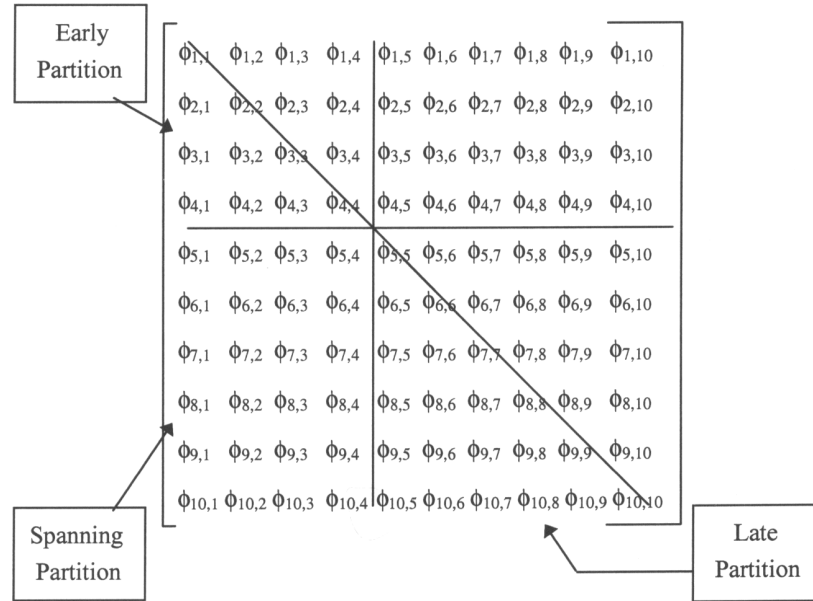 Early
Partition
ϕ1,1 ϕ1,2 ϕ1,3 ϕ1,4 ϕ1,5 ϕ1,6 ϕ1,7 ϕ1,8 ϕ1,9 ϕ1,10
ϕ2,1 ϕ2,2 ϕ2,3 ϕ2,4 ϕ2,5 ϕ2,6 ϕ2,7 ϕ2,8 ϕ2,9 ϕ2,10
ϕ3,1 ϕ3,2 ϕ3,3 ϕ3,4 ϕ3,5 ϕ3,6 ϕ3,7 ϕ3,8 ϕ3,9 ϕ3,10
ϕ4,1 ϕ4,2 ϕ4,3 ϕ4,4 ϕ4,5 ϕ4,6 ϕ4,7 ϕ4,8 ϕ4,9 ϕ4,10
ϕ5,1 ϕ5,2 ϕ5,3 ϕ5,4 ϕ5,5 ϕ5,6 ϕ5,7 ϕ5,8 ϕ5,9 ϕ5,10
ϕ6,1 ϕ6,2 ϕ6,3 ϕ6,4 ϕ6,5 ϕ6,6 ϕ6,7 ϕ6,8 ϕ6,9 ϕ6,10
ϕ7,1 ϕ7,2 ϕ7,3 ϕ7,4 ϕ7,5 ϕ7,6 ϕ7,7 ϕ7,8 ϕ7,9 ϕ7,10
ϕ8,1 ϕ8,2 ϕ8,3 ϕ8,4 ϕ8,5 ϕ8,6 ϕ8,7 ϕ8,8 ϕ8,9 ϕ8,10
ϕ9,1 ϕ9,2 ϕ9,3 ϕ9,4 ϕ9,5 ϕ9,6 ϕ9,7 ϕ9,8 ϕ9,9 ϕ9,10
ϕ10,1 ϕ10,2 ϕ10,3 ϕ10,4 ϕ10,5 ϕ10,6 ϕ10,7 ϕ10,8 ϕ10,9 ϕ10,10
Spanning
Partition
Late
Partition